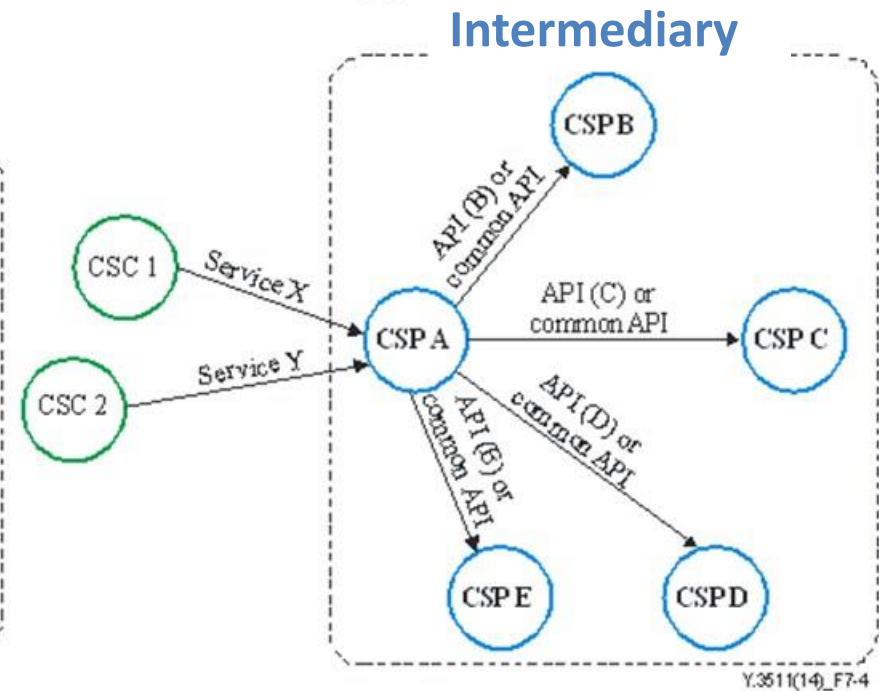 Intermediary
CSP B
API (B) or
common API
CSC 1
Service X
API (C) or
common API
CSP A
CSP C
Service Y
CSC 2
API (D) or
common API
API (E) or
common API
CSP E
CSP D
Y.3511(14)_F7-4